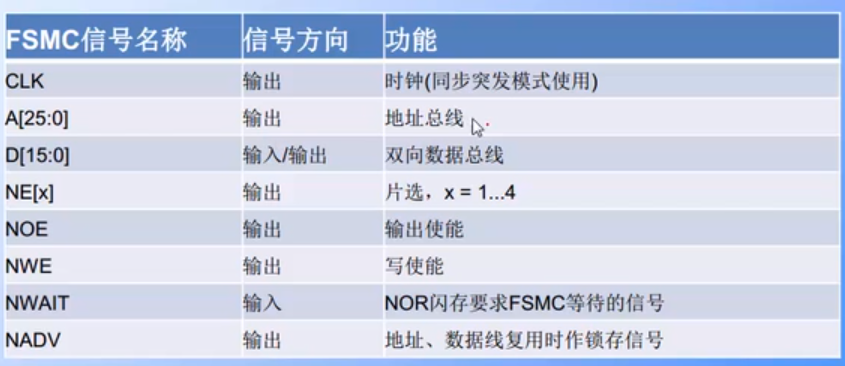 FSMC信号名称 信号方向 功能
CLK 输出 时钟(同步突发模式使用)
A[25:0] 输出 地址总线
D[15:0] 输入/输出 双向数据总线
NE[x] 输出 片选，x = 1...4
NOE 输出 输出使能
NWE 输出 写使能
NWAIT 输入 NOR闪存要求FSMC等待的信号
NADV 输出 地址、数据线复用时作锁存信号